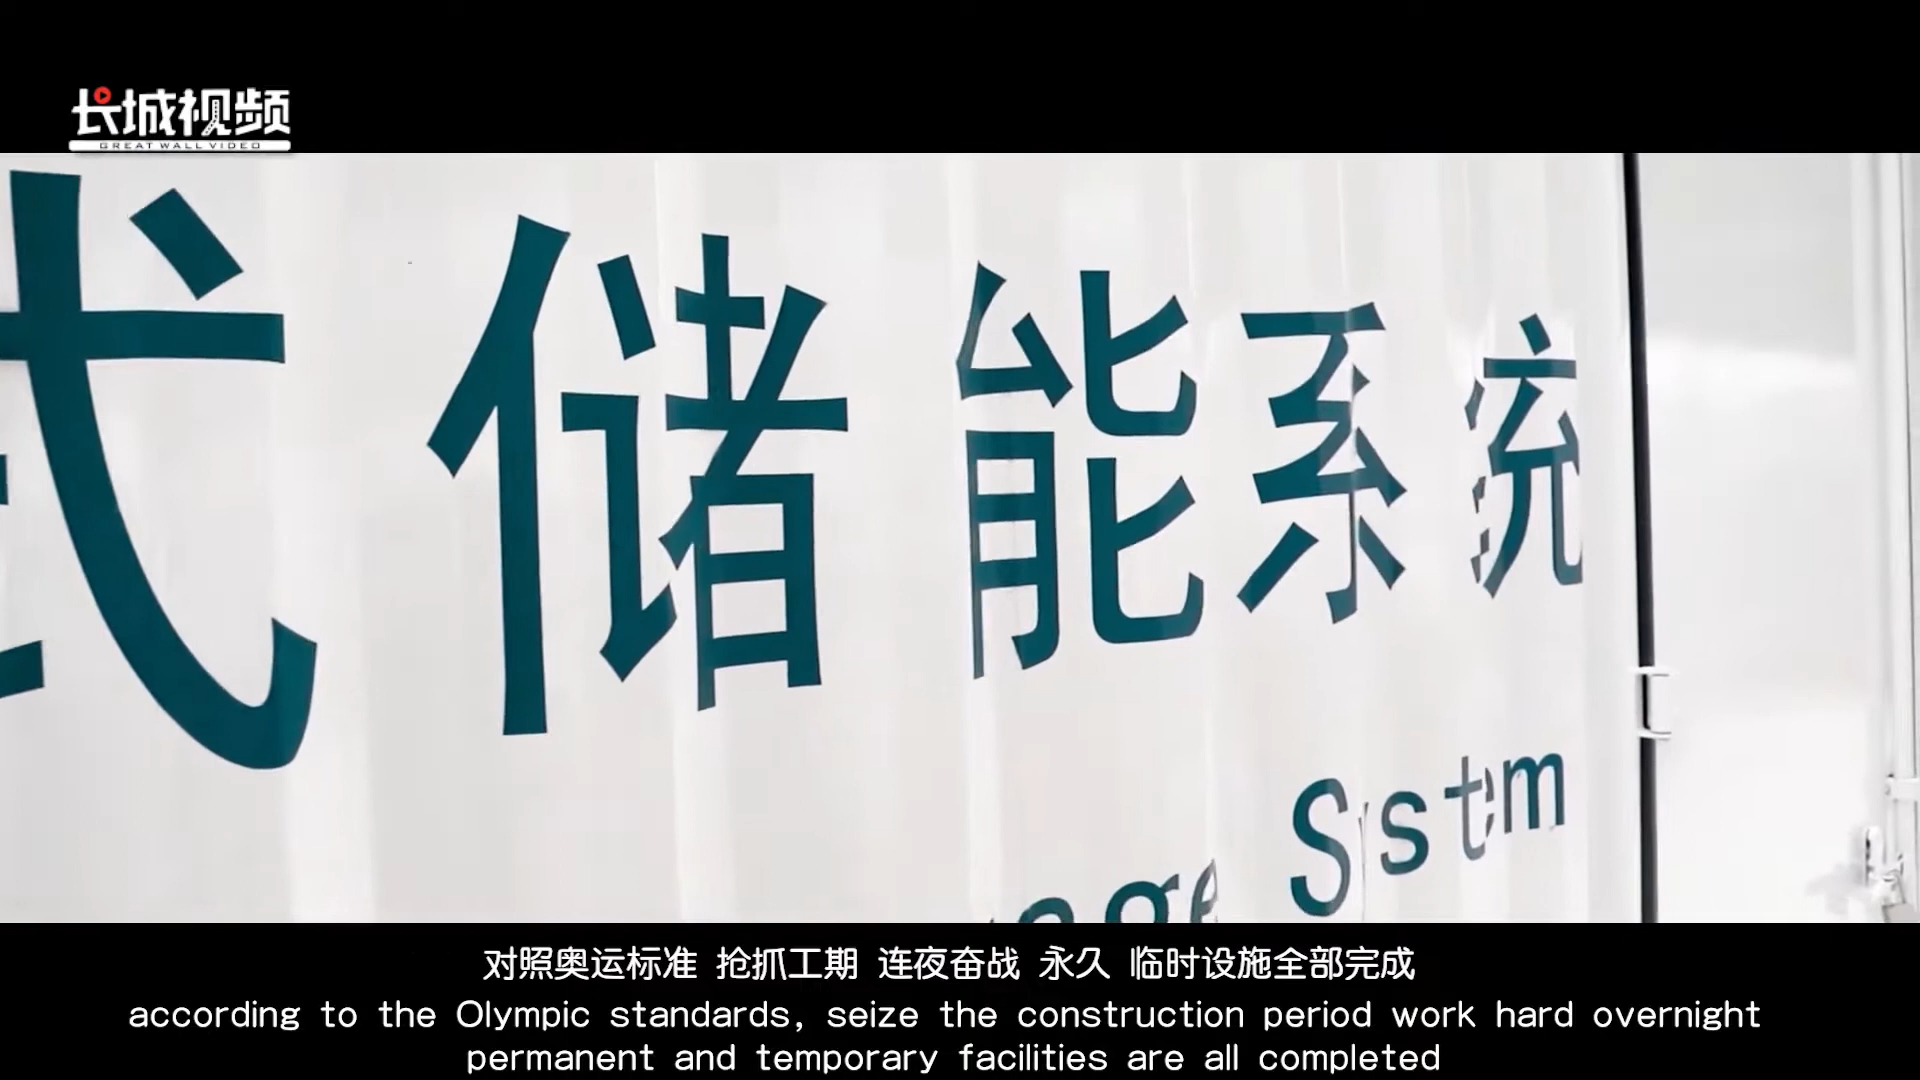 长城视频
GREAT WALL VIDEO
式储能系统
System
对照奥运标准 抢抓工期 连夜奋战 永久 临时设施全部完成
according to the Olympic standards, seize the construction period work hard overnight
permanent and temporary facilities are all completed